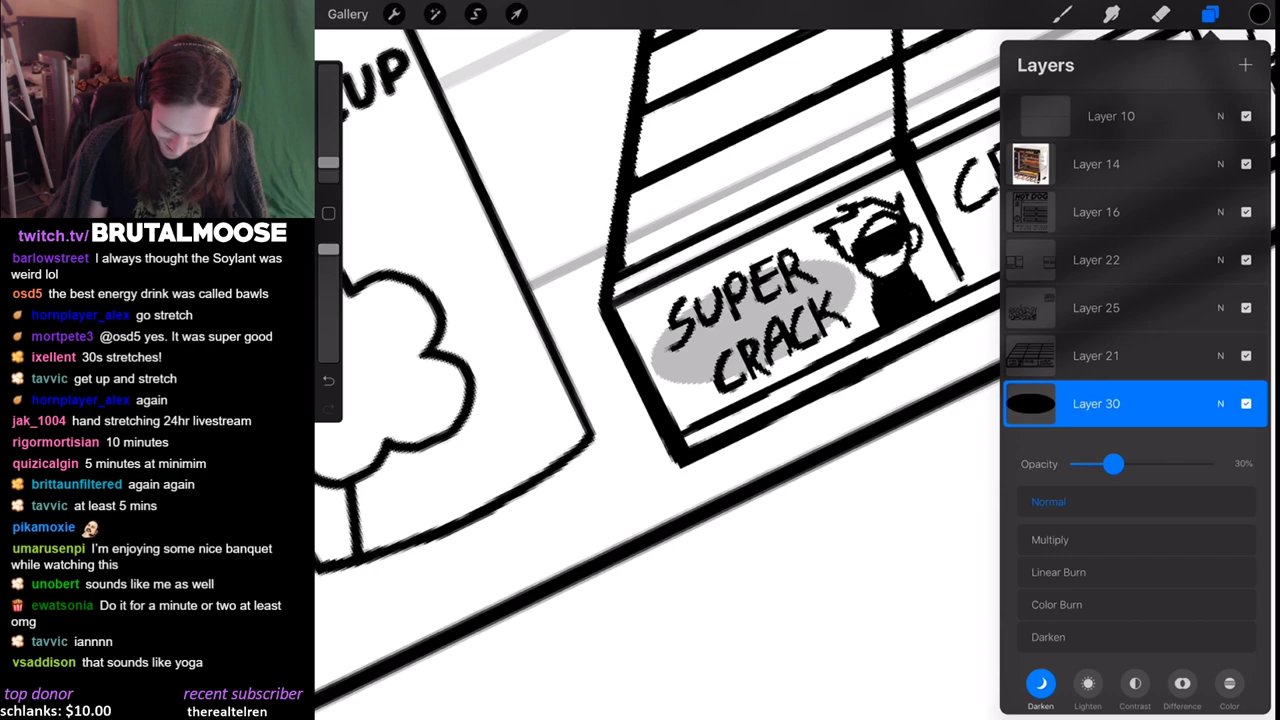 Gallery
twitch.tv/BRUTALMOOSE
barlowstreet I always thought the Soylant was
weird lol
osd5 the best energy drink was called bawls
hornplayer_alex go stretch
mortpete3 @osd5 yes. It was super good
ixellent 30s stretches!
tavvic get up and stretch
hornplayer_alex again
jak_1004 hand stretching 24hr livestream
rigormortisian 10 minutes
quizicalgin 5 minutes at minimim
brittaunfiltered again again
tavvic at least 5 mins
pikamoxie
umarusenpi I'm enjoying some nice banquet
while watching this
unobert sounds like me as well
ewatsonia Do it for a minute or two at least
omg
tavvic iannnn
vsaddison that sounds like yoga
top donor
schlanks: $10.00
recent subscriber
therealtelren
SUPER
CRACK
Layers
Layer 10 N
Layer 14 N
Layer 16 N
Layer 22 N
Layer 25 N
Layer 21 N
Layer 30 N
Opacity 30%
Normal
Multiply
Linear Burn
Color Burn
Darken
Darken Lighten Contrast Difference Color